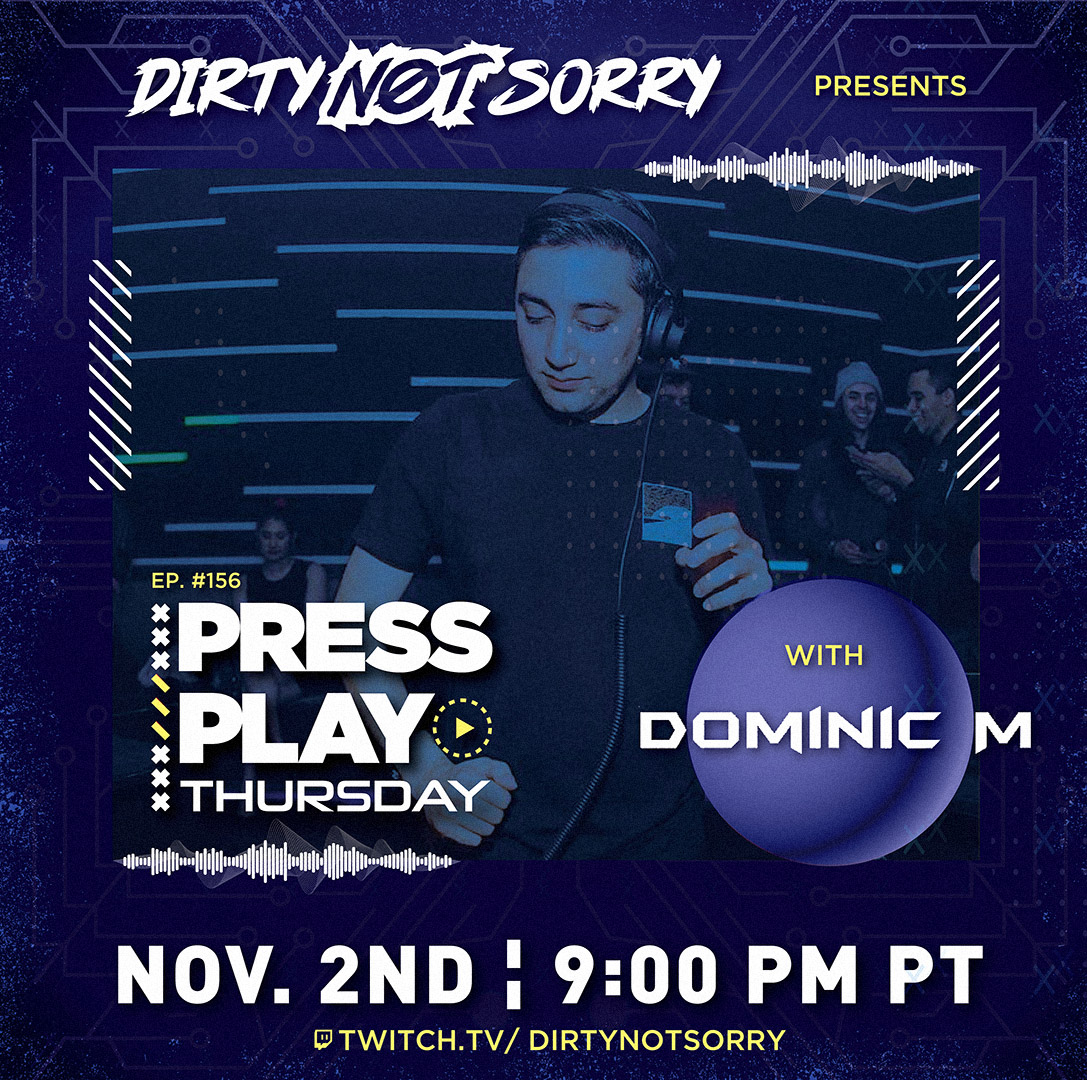 DIRTY NOT SORRY
PRESENTS
EP. #156
PRESS
PLAY
THURSDAY
WITH
DOMINIC M
NOV. 2ND ¦ 9:00 PM PT
TWITCH.TV/ DIRTYNOTSORRY